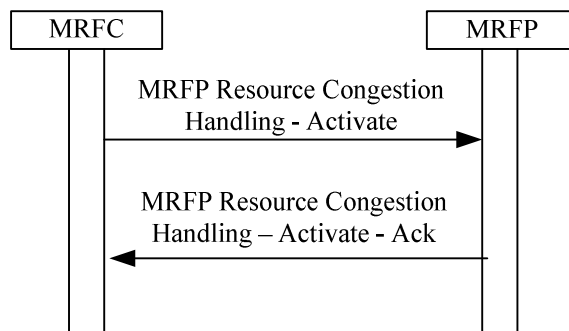 MRFC
MRFP
MRFP Resource Congestion
Handling - Activate
MRFP Resource Congestion
Handling – Activate - Ack